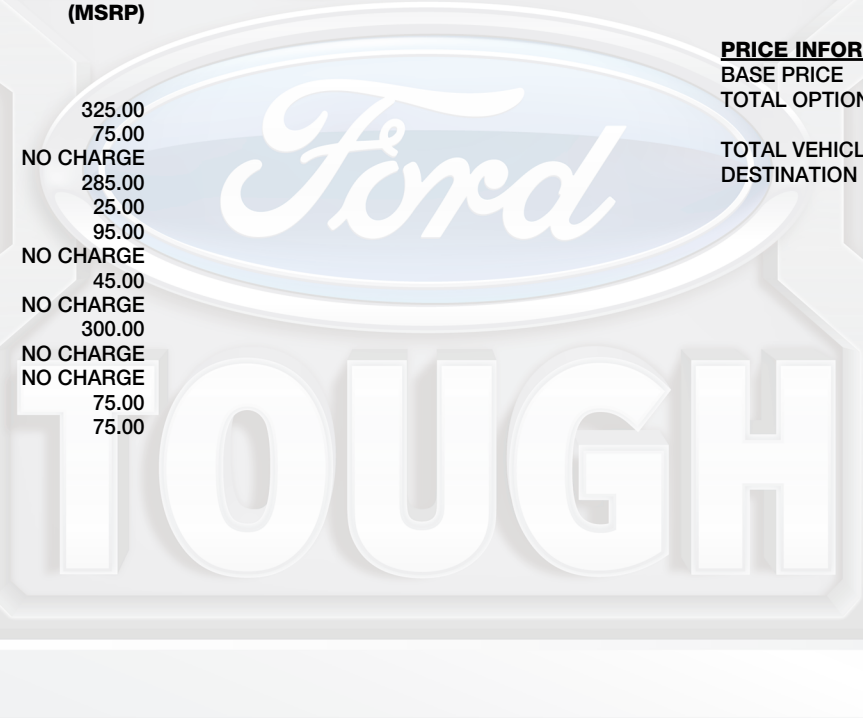 (MSRP)
325.00
75.00
NO CHARGE
285.00
25.00
95.00
NO CHARGE
45.00
NO CHARGE
300.00
NO CHARGE
NO CHARGE
75.00
75.00
PRICE INFOR
BASE PRICE
TOTAL OPTION
TOTAL VEHICL
DESTINATION
Ford
TOUGH